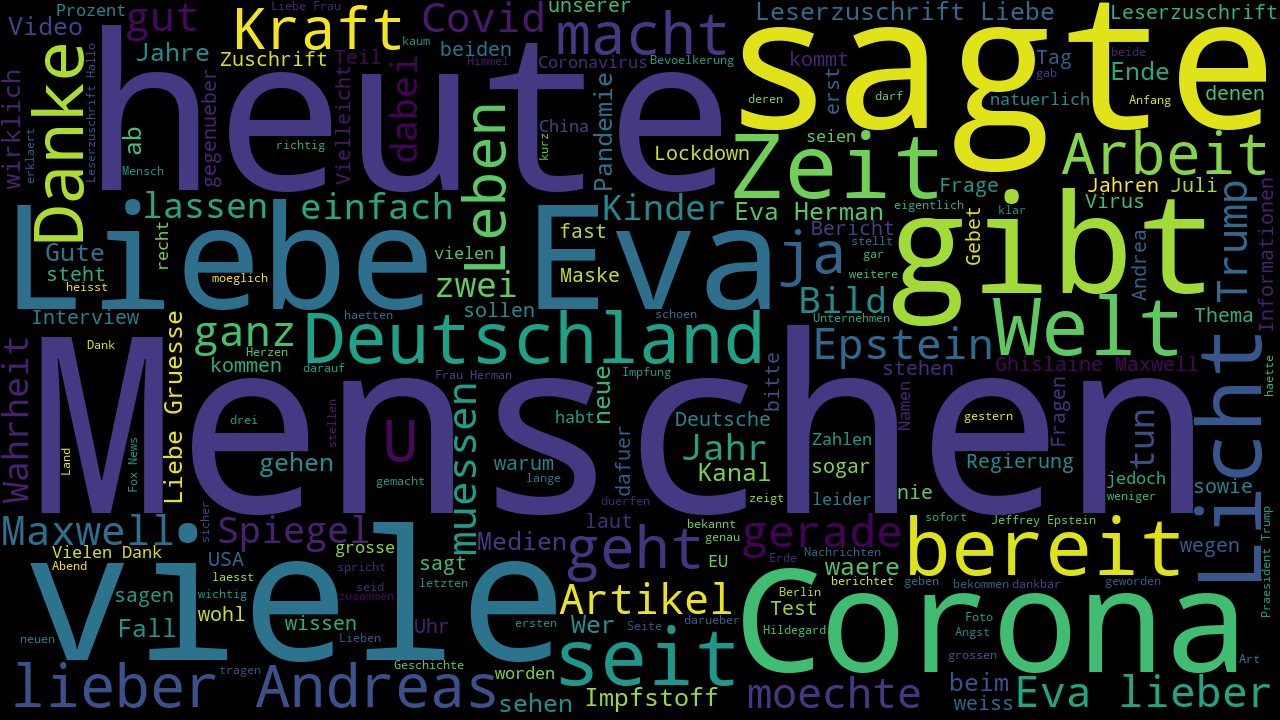 Prozent
gut
Kraft
Liebe Frau
Covid
unserer
macht
Leserzuschrift Liebe
sagte
Leserzuschrift
Video
Danke
heute
Jahre
Zuschrift
Teil
kaum
beiden
Himmel
Coronavirus
Bevoelkerung
kommt
Tag
beide
gab
Ende
wirklich
erklaert
Leserzuschrift Hallo
ab
Mensch
gegenueber
richtig
Vielleicht
dabei
Leben
China
kurz
Pandemie
Lockdown
deren
erst
darf
natuerlich
Anfang
denen
Zeit
seien
Arbeit
lassen
einfach
Kinder
Eva Herman
Frage
eigentlich
Jahren
Juli
Virus
klar
Liebe
Eva
Gute
steht
heisst
recht
moeglich
vielen
zwei
fast
Maske
ja
Bericht
stellt
gar
weitere
gibt
Gebet
Andrea
Trump
Informationen
Interview
ganz
haetten
Deutschland
sollen
schoen
Bild
Unternehmen
Welt
Thema
Wahrheit
Dank
Liebe Gruesse
Herzen
kommen
darauf
Frau Herman
Impfung
neue
bitte
Epstein
stehen
Ghislaine Maxwell
Licht
haette
Menschen
Land
Fox News
drei
gehen
stellen
U
gemacht
muessen
warum
lange
habt
dafuer
Deutsche
Jahr
Kanal
Zahlen
sogar
Namen
gestern
Fragen
Regierung
tun
jedoch
weniger
sowie
duerfen
zeigt
leider
nie
Maxwell
sicher
Spiegel
Medien
laut
geht
bekannt
genau
gerade
sofort
Jeffrey Epstein
bereit
wegen
Praesident Trump
Vielen Dank
Abend
USA
grosse
laesst
spricht
sagt
letzten
EU
Erde
Nachrichten
waere
berichtet
geben
bekommen
dankbar
geworden
viele
sagen
wichtig
seid
zusammen
wohl
wissen
Fall
Artikel
Berlin
Test
Corona
neuen
Lieben
Uhr
ersten
Wer
Seite
darueber
Hildegard
Foto
Angst
grossen
Art
lieber Andreas
tragen
Geschichte
worden
sehen
seit
Impfstoff
moechte
beim
weiss
Eva lieber